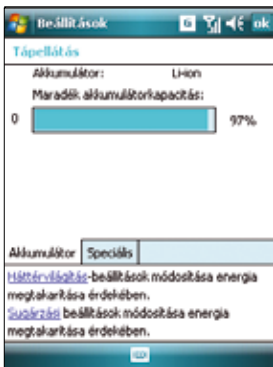 Beállítások G ok
Tápellátás
Akkumulátor: Li-ion
Maradék akkumulátorkapacitás:
0 97%
Akkumulátor Speciális
Háttérvilágítás-beállítások módosítása energia
megtakarítása érdekében.
Sugárzás beállítások módosítása energia
megtakarítása érdekében.